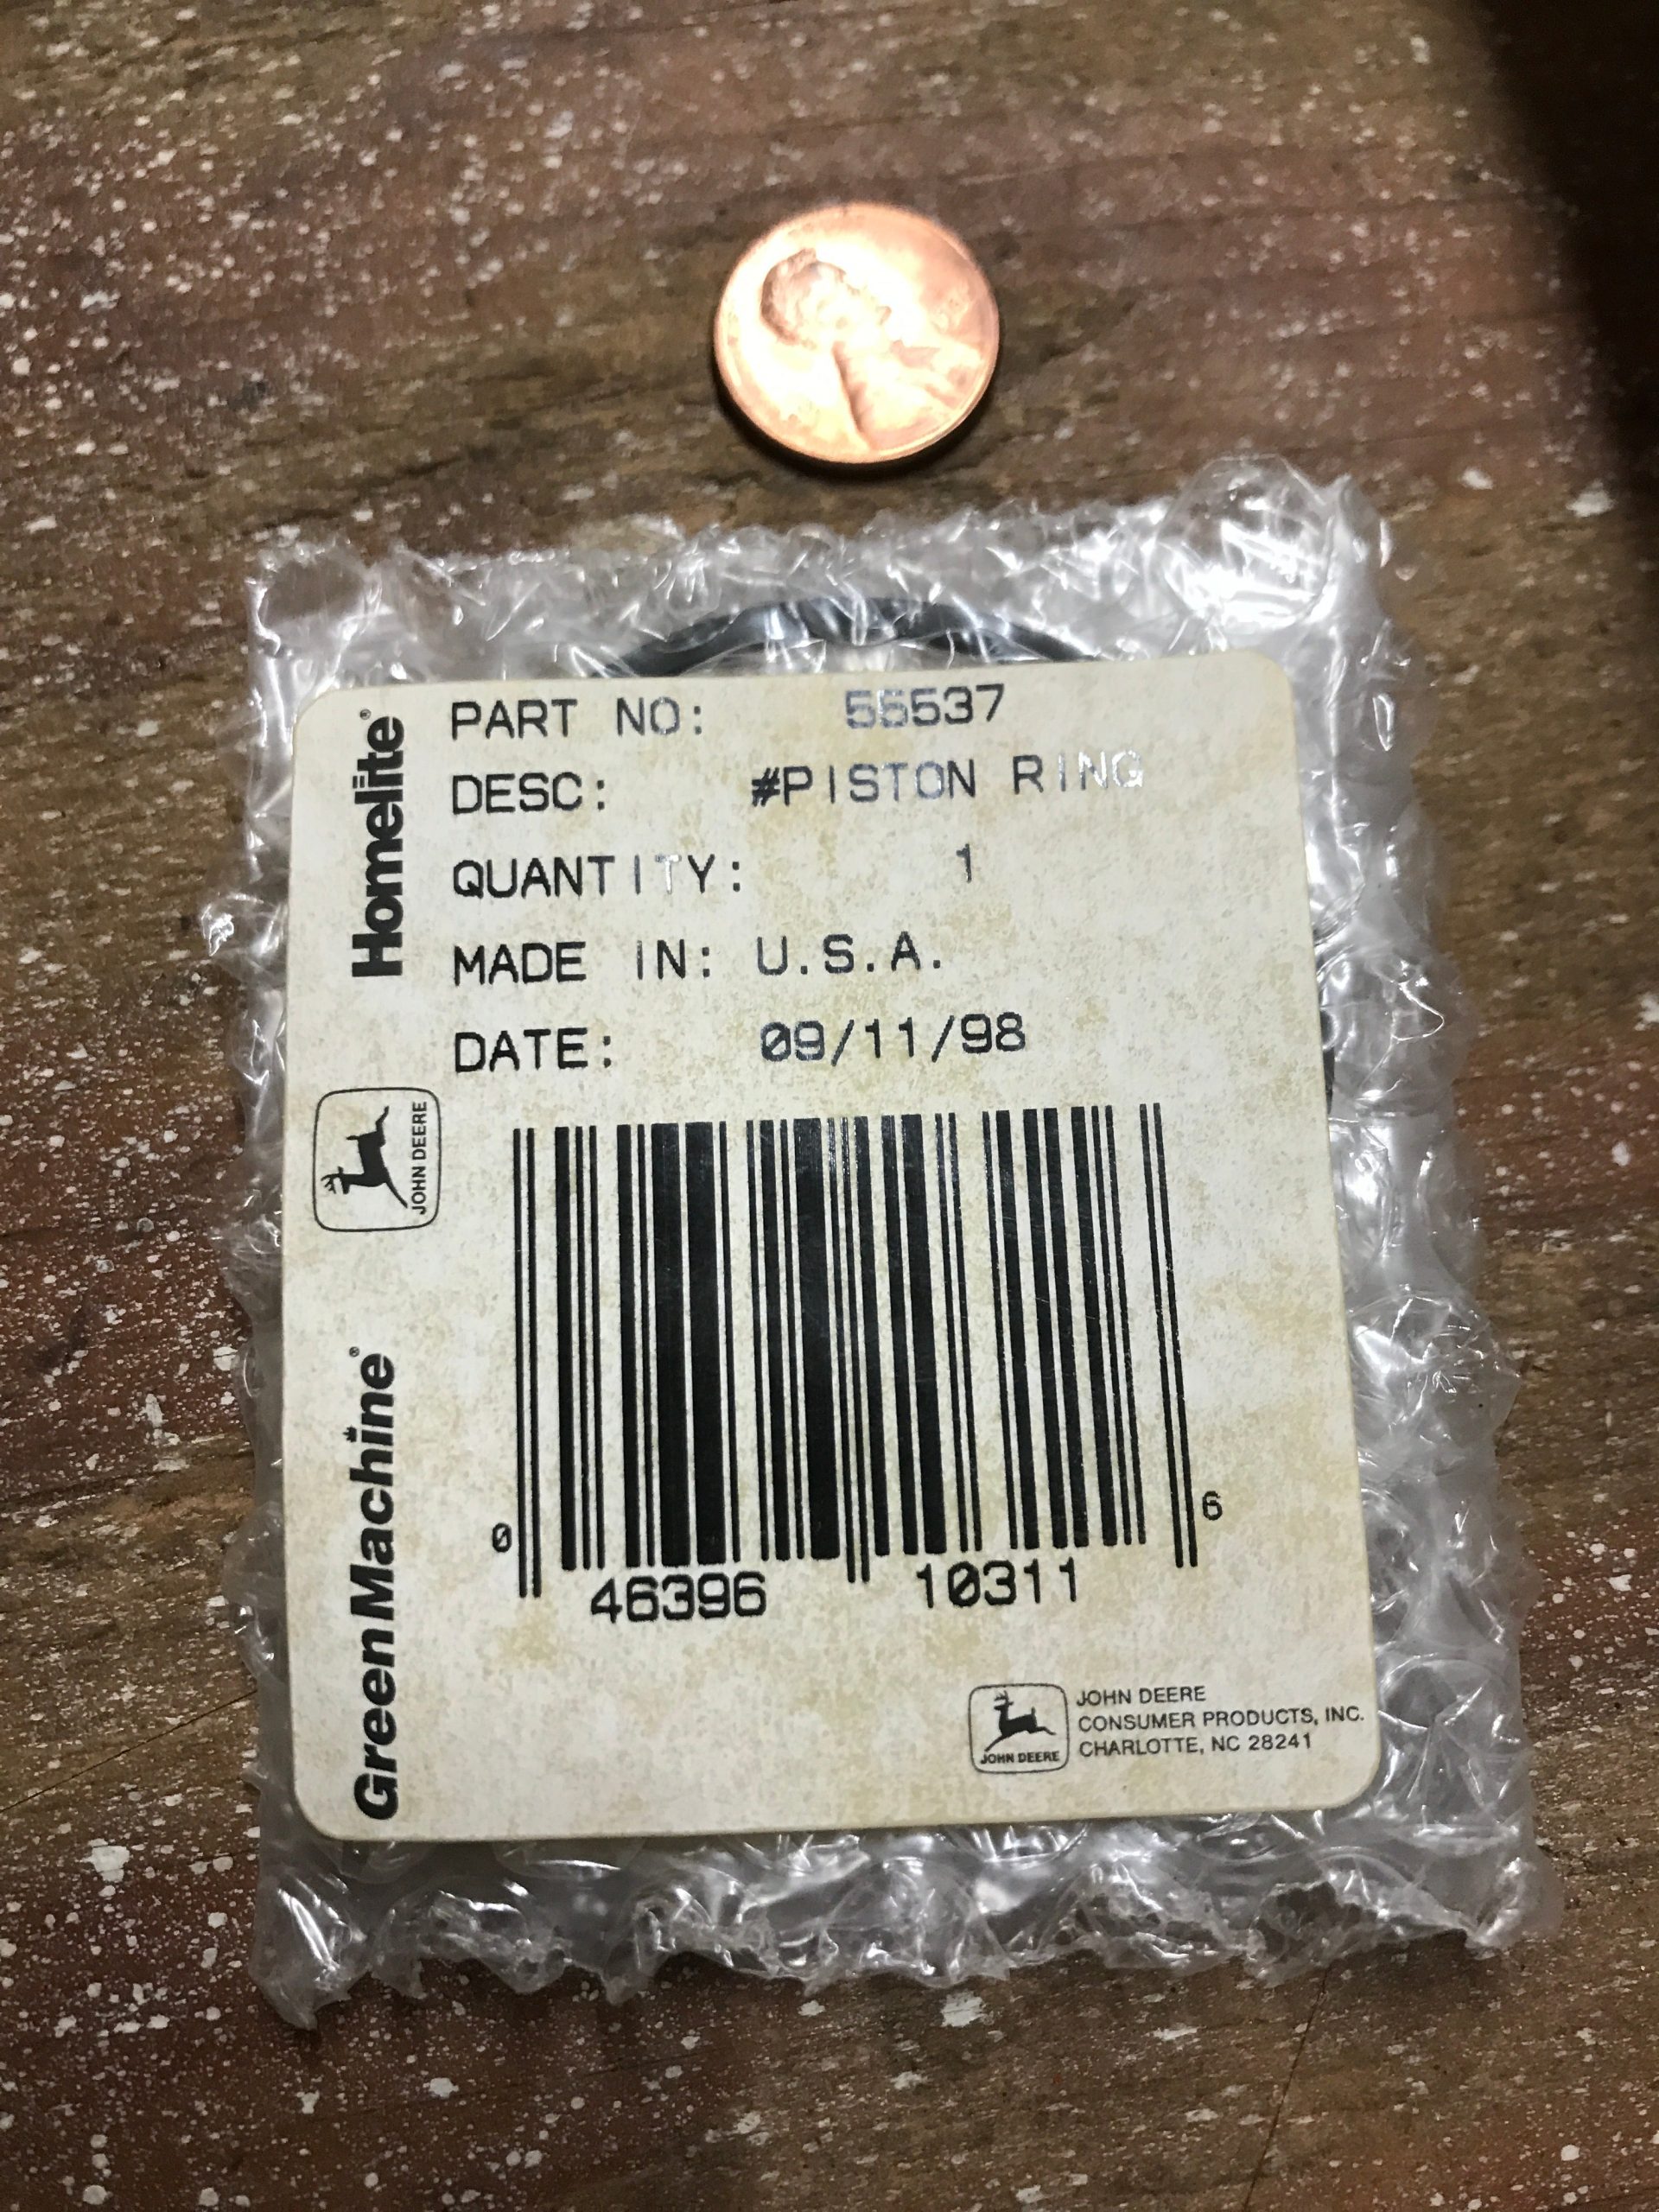 PART NO: 55537
DESC: #PISTON RING
QUANTITY: 1
MADE IN: U.S.A.
DATE: 09/11/98
Homelite®
JOHN DEERE
GreenMachine®
0 46396 10311 6
JOHN DEERE
JOHN DEERE
CONSUMER PRODUCTS, INC.
CHARLOTTE, NC 28241